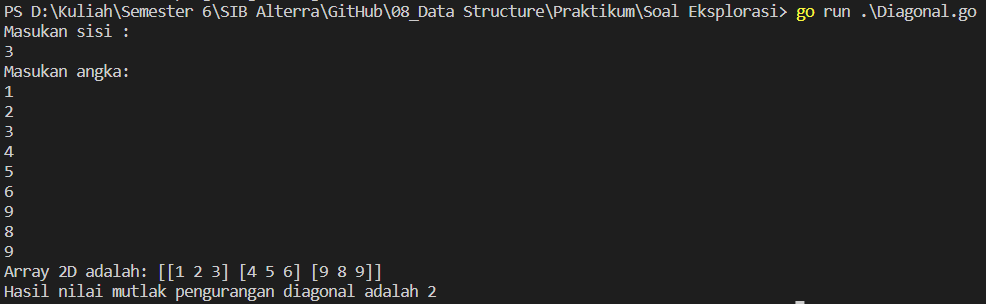 PS D:\Kuliah\Semester 6\SIB Alterra\GitHub\08_Data Structure\Praktikum\Soal Eksplorasi> go run .\Diagonal.go
Masukan sisi :
3
Masukan angka:
1
2
3
4
5
6
9
8
9
Array 2D adalah: [[1 2 3] [4 5 6] [9 8 9]]
Hasil nilai mutlak pengurangan diagonal adalah 2